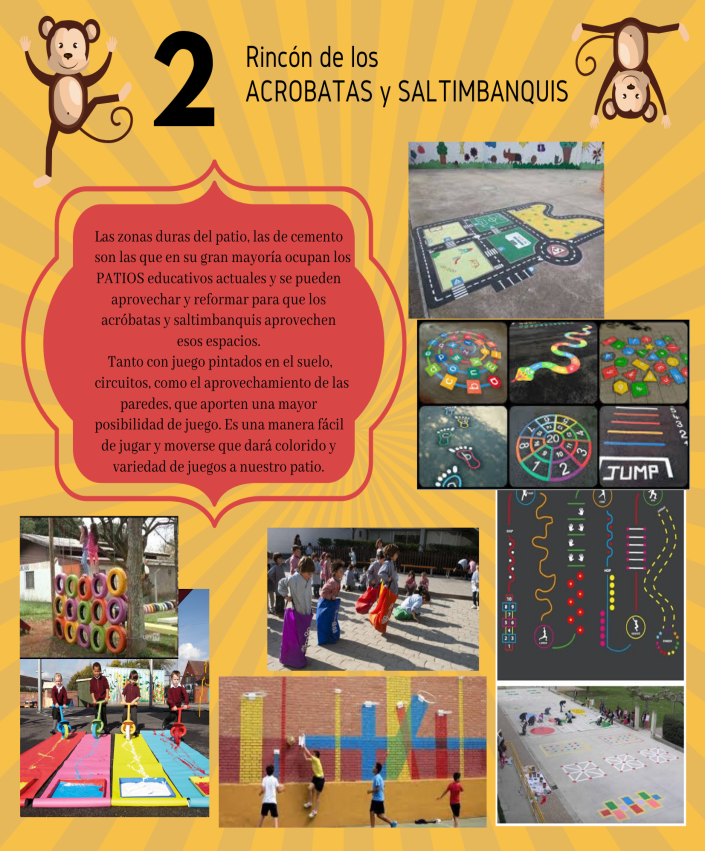 2
Rincón de los
ACROBATAS y SALTIMBANQUIS
Las zonas duras del patio, las de cemento
son las que en su gran mayoría ocupan los
PATIOS educativos actuales y se pueden
aprovechar y reformar para que los
acróbatas y saltimbanquis aprovechen
esos espacios.
Tanto con juego pintados en el suelo,
circuitos, como el aprovechamiento de las
paredes, que aporten una mayor
posibilidad de juego. Es una manera fácil
de jugar y moverse que dará colorido y
variedad de juegos a nuestro patio.
20
1
2
3
JUMP
HOP
10